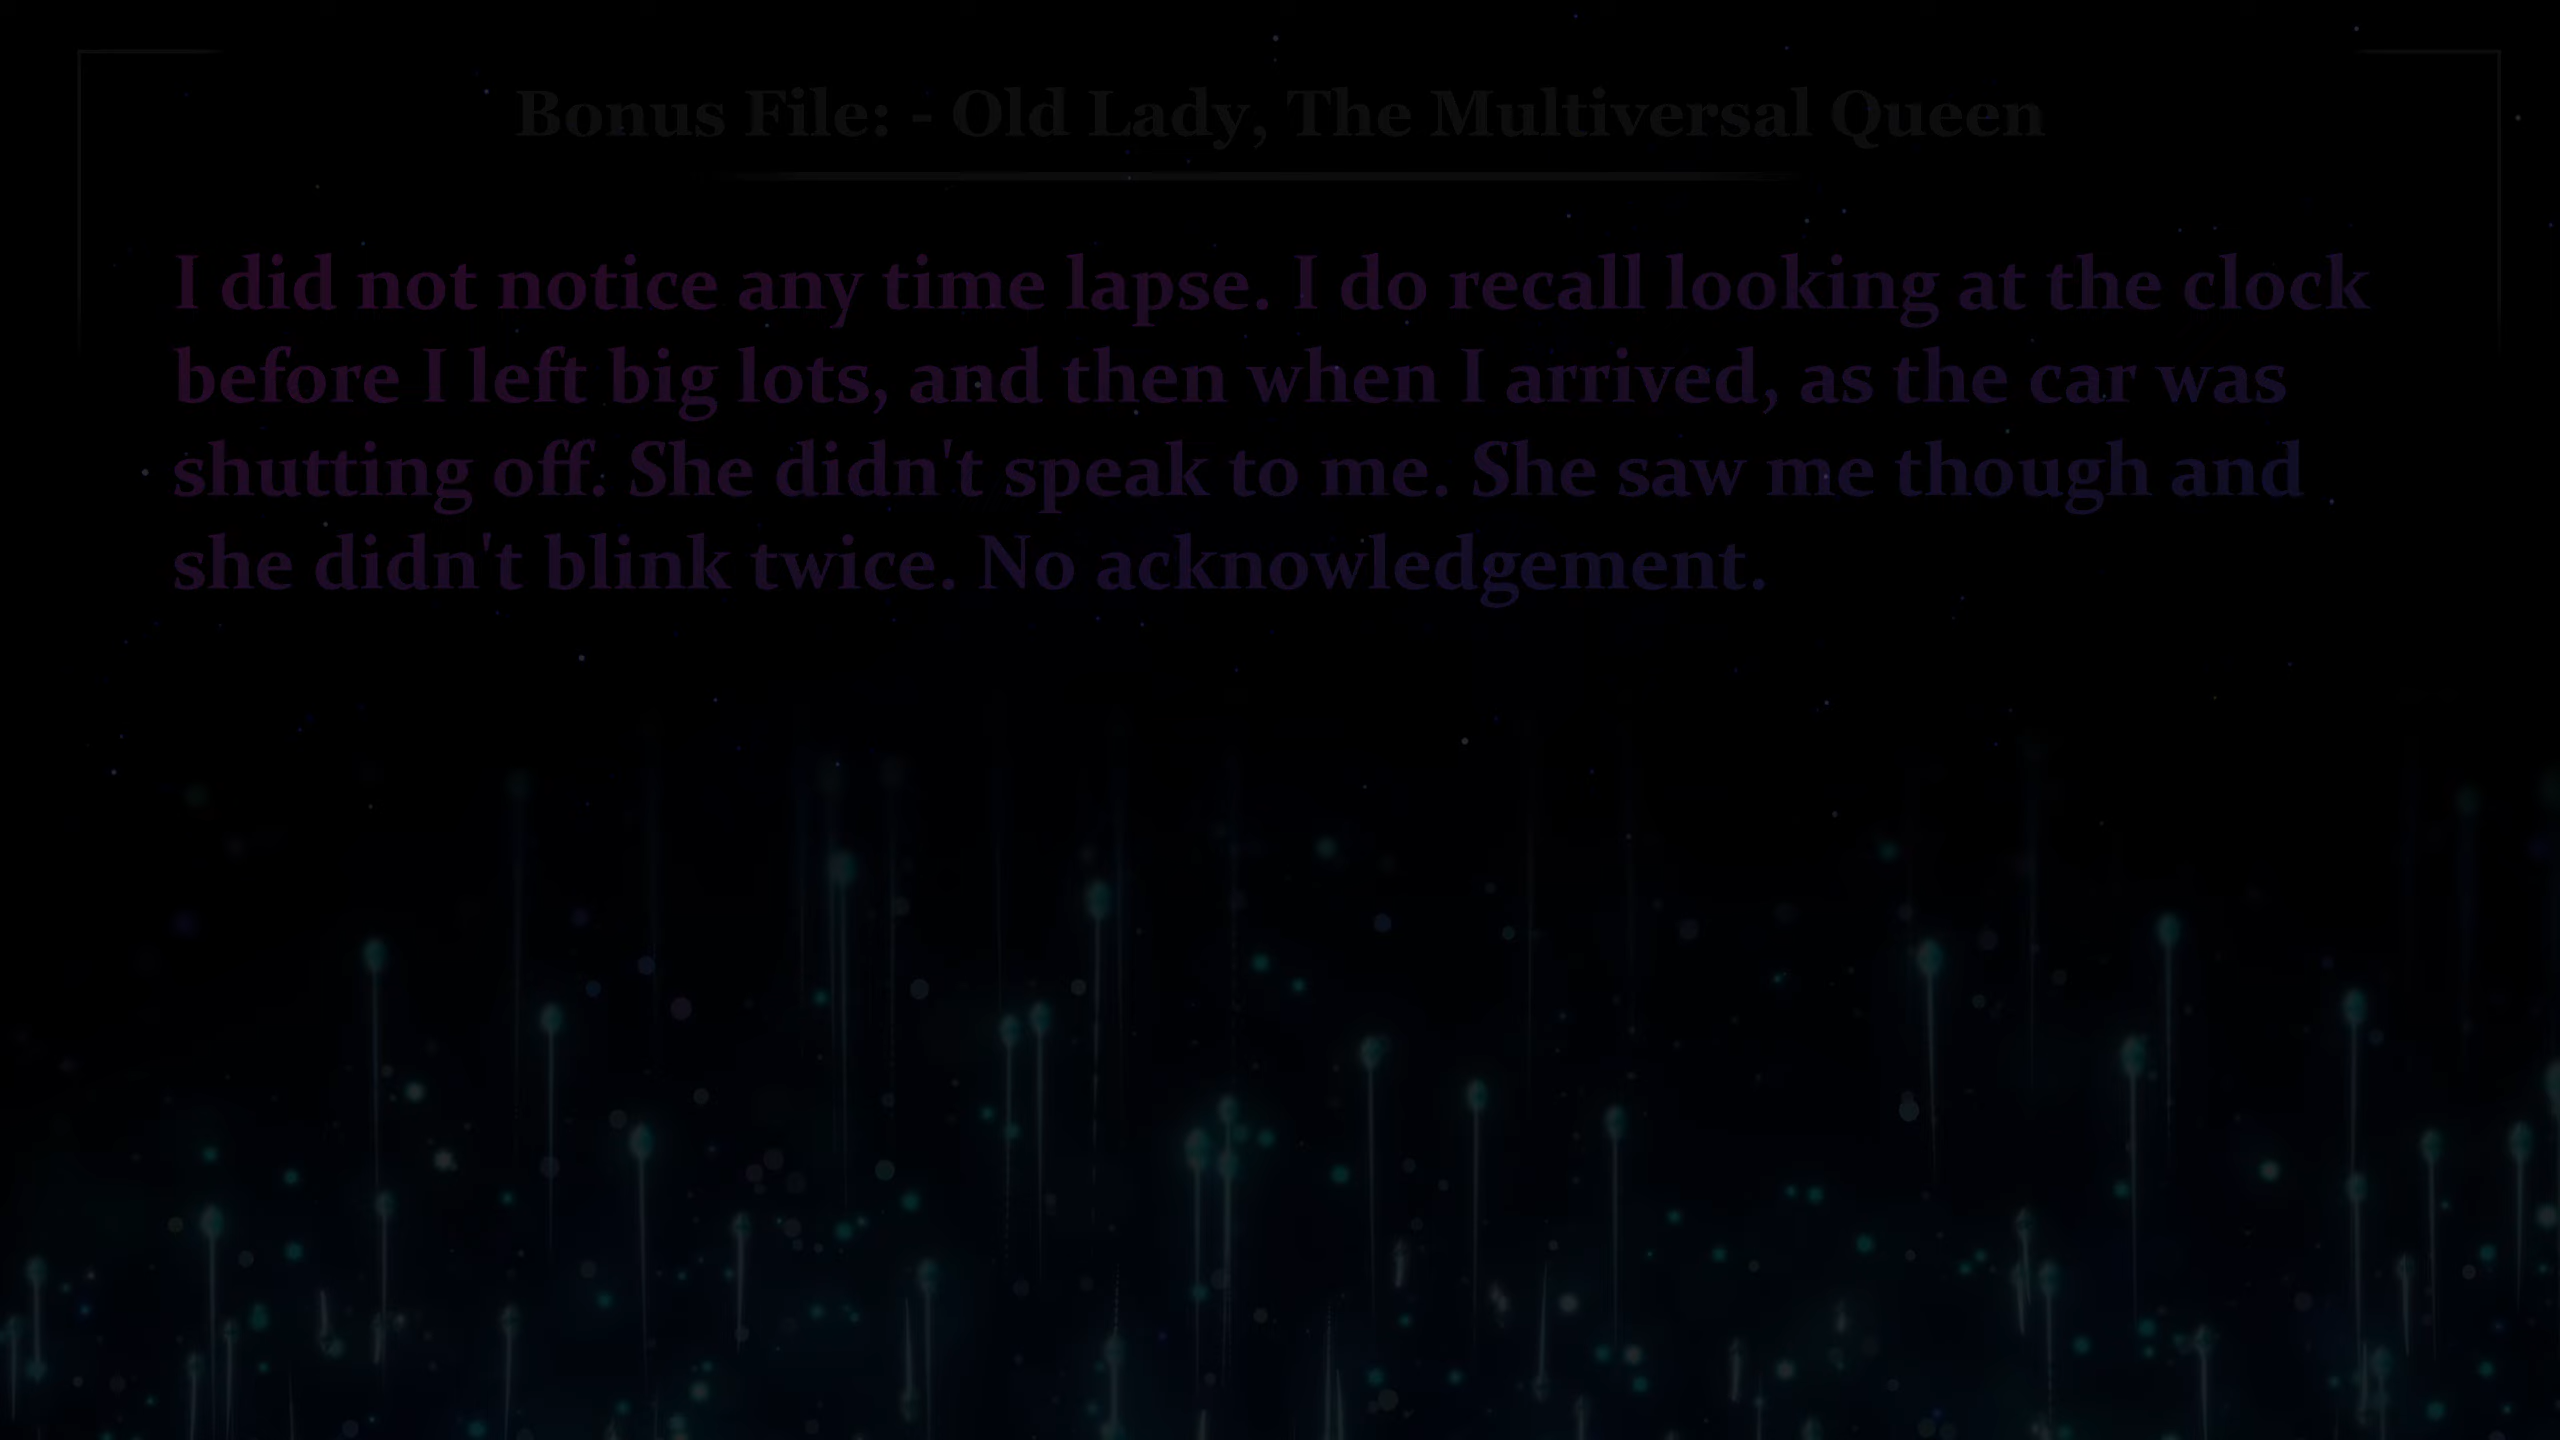 Bonus File: - Old Lady, The Multiversal Queen
I did not notice any time lapse. I do recall looking at the clock
before I left big lots, and then when I arrived, as the car was
shutting off. She didn't speak to me. She saw me though and
she didn't blink twice. No acknowledgement.